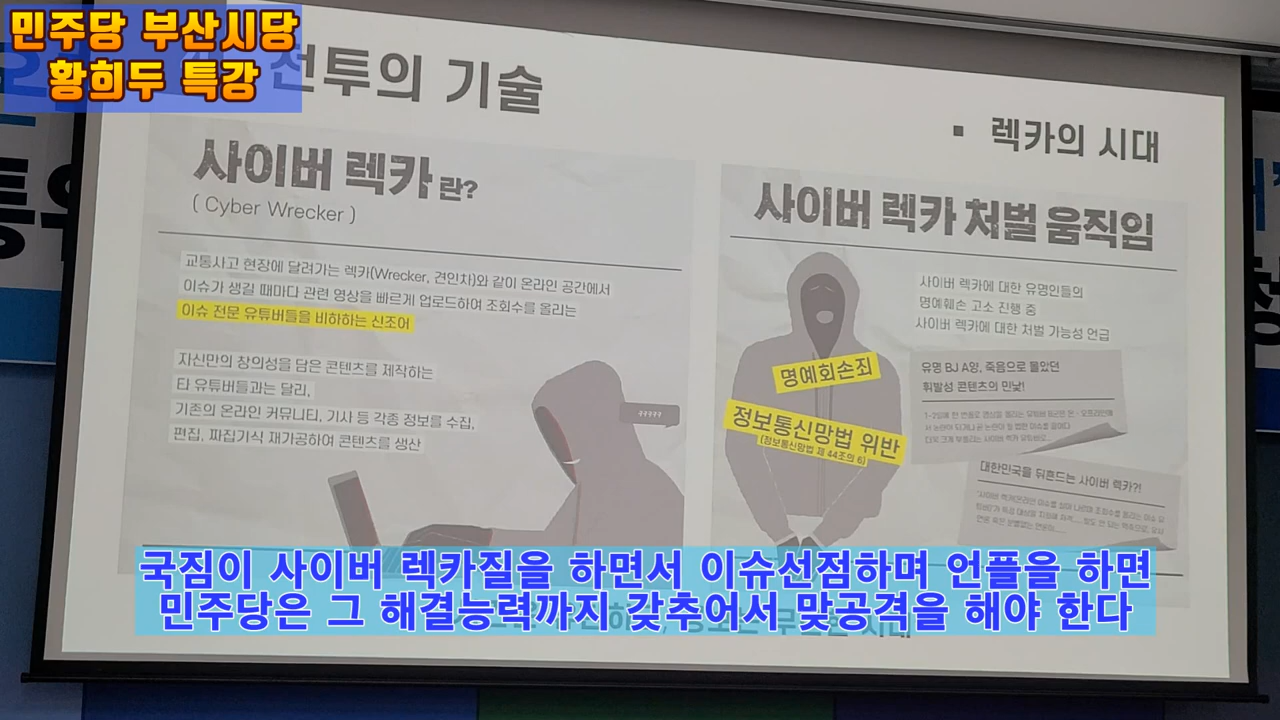 민주당 부산시당
황희두 특강
전투의 기술
▪ 렉카의 시대
사이버 렉카란?
( Cyber Wrecker )
교통사고 현장에 달려가는 렉카(Wrecker, 견인차)와 같이 온라인 공간에서
이슈가 생길 때마다 관련 영상을 빠르게 업로드하여 조회수를 올리는
이슈 전문 유튜버들을 비하하는 신조어
자신만의 창의성을 담은 콘텐츠를 제작하는
타 유튜버들과는 달리,
기존의 온라인 커뮤니티, 기사 등 각종 정보를 수집,
편집, 짜집기식 재가공하여 콘텐츠를 생산
사이버 렉카 처벌 움직임
사이버 렉카에 대한 유명인들의
명예훼손 고소 진행 중
사이버 렉카에 대한 처벌 가능성 언급
명예회손죄
정보통신망법 위반
(정보통신망법 제 44조의 6)
유명 BJ A양, 죽음으로 몰았던
휘발성 콘텐츠의 민낯!
대한민국을 뒤흔드는 사이버 렉카?!
국짐이 사이버 렉카질을 하면서 이슈선점하며 언플을 하면
민주당은 그 해결능력까지 갖추어서 맞공격을 해야 한다